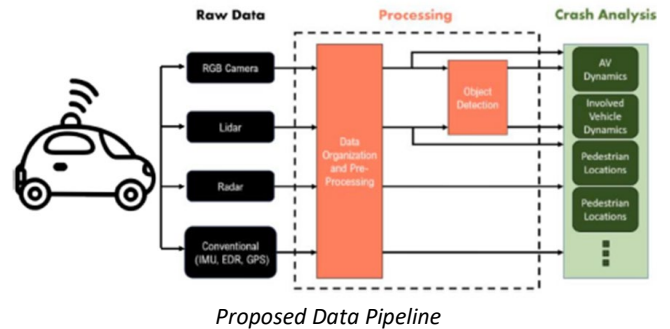 Raw Data
Processing
Crash Analysis
RGB Camera
Lidar
Radar
Conventional
(IMU, EDR, GPS)
Data
Organization
and Pre-
Processing
Object
Detection
AV
Dynamics
Involved
Vehicle
Dynamics
Pedestrian
Locations
Pedestrian
Locations
Proposed Data Pipeline